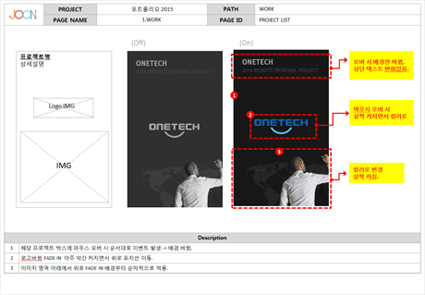 JOOIN
PROJECT
포트폴리오 2015
PATH
WORK
PAGE NAME
1.WORK
PAGE ID
PROJECT LIST
(Off)
(On)
프로젝트명
상세설명
Logo.IMG
IMG
ONETECH
2014 WEBSITE RENEWAL PROJECT
ONETECH
ONETECH
2014 WEBSITE RENEWAL PROJECT
ONETECH
1
2
3
오버 시 배경만 바뀜,
상단 텍스트 변화없음.
마우스 오버 시
살짝 커지면서 컬러로
컬러로 변경
살짝 커짐.
Description
1 해당 프로젝트 박스에 마우스 오버 시 순서대로 이벤트 발생 -> 배경 바뀜.
2 로고바뀜 FADE IN 아주 약간 커지면서 위로 포지션 이동.
3 이미지 영역 아래에서 위로 FADE IN 배경부터 순차적으로 적용.